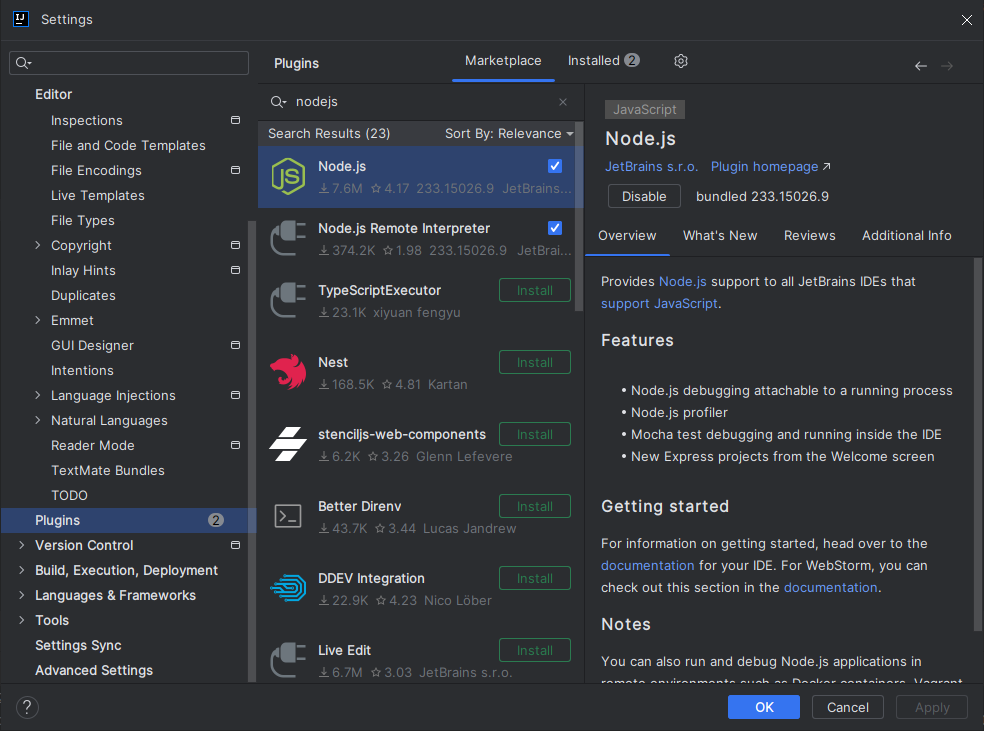 IJ
Settings
Editor
Inspections
File and Code Templates
File Encodings
Live Templates
File Types
Copyright
Inlay Hints
Duplicates
Emmet
GUI Designer
Intentions
Language Injections
Natural Languages
Reader Mode
TextMate Bundles
TODO
Plugins 2
Version Control
Build, Execution, Deployment
Languages & Frameworks
Tools
Settings Sync
Advanced Settings
?
Plugins
Marketplace Installed 2
nodejs
Search Results (23) Sort By: Relevance
JS
Node.js
7.6M 4.17 233.15026.9 JetBrains...
Node.js Remote Interpreter
374.2K 1.98 233.15026.9 JetBrai...
TypeScriptExecutor Install
23.1K xiyuan fengyu
Nest Install
168.5K 4.81 Kartan
stenciljs-web-components Install
6.2K 3.26 Glenn Lefevere
Better Direnv Install
43.7K 3.44 Lucas Jandrew
DDEV Integration Install
22.9K 4.23 Nico Löber
Live Edit Install
6.7M 3.03 JetBrains s.r.o.
JavaScript
Node.js
JetBrains s.r.o. Plugin homepage ↗
Disable bundled 233.15026.9
Overview What's New Reviews Additional Info
Provides Node.js support to all JetBrains IDEs that
support JavaScript.
Features
• Node.js debugging attachable to a running process
• Node.js profiler
• Mocha test debugging and running inside the IDE
• New Express projects from the Welcome screen
Getting started
For information on getting started, head over to the
documentation for your IDE. For WebStorm, you can
check out this section in the documentation.
Notes
You can also run and debug Node.js applications in
remote environments such as Docker containers, Vagrant
OK Cancel Apply